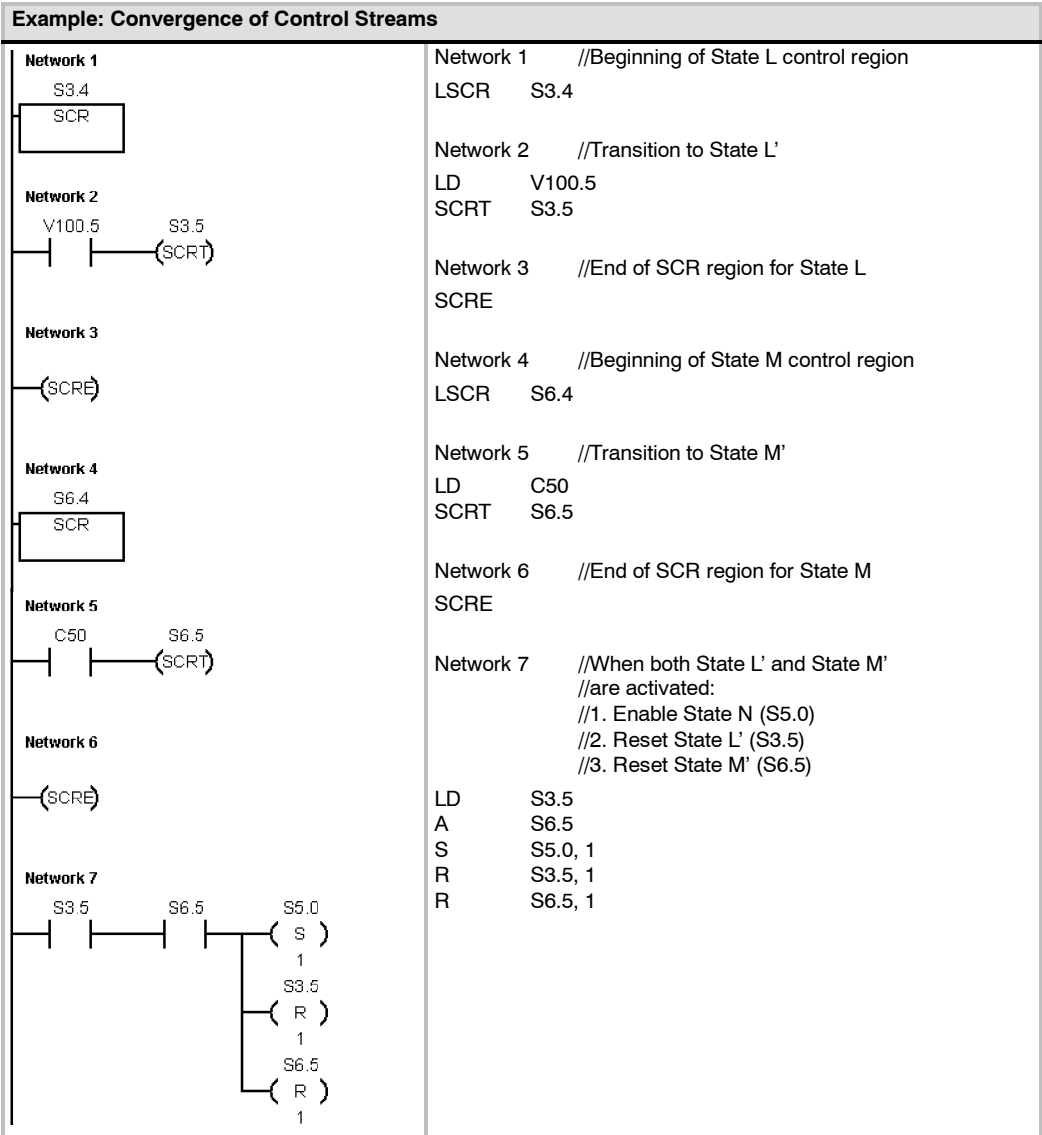 Example: Convergence of Control Streams
Network 1
S3.4
SCR
Network 2
V100.5 S3.5
SCRT
Network 3
SCRE
Network 4
S6.4
SCR
Network 5
C50 S6.5
SCRT
Network 6
SCRE
Network 7
S3.5 S6.5 S5.0
S
1
S3.5
R
1
S6.5
R
1
Network 1 //Beginning of State L control region
LSCR S3.4
Network 2 //Transition to State L’
LD V100.5
SCRT S3.5
Network 3 //End of SCR region for State L
SCRE
Network 4 //Beginning of State M control region
LSCR S6.4
Network 5 //Transition to State M’
LD C50
SCRT S6.5
Network 6 //End of SCR region for State M
SCRE
Network 7 //When both State L’ and State M’
//are activated:
//1. Enable State N (S5.0)
//2. Reset State L’ (S3.5)
//3. Reset State M’ (S6.5)
LD S3.5
A S6.5
S S5.0, 1
R S3.5, 1
R S6.5, 1